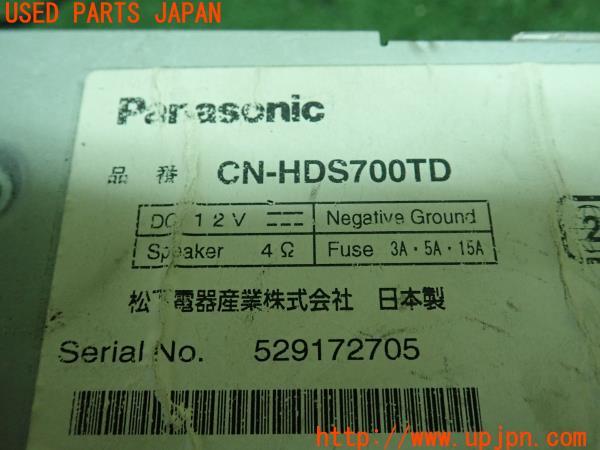 USED PARTS JAPAN
Panasonic
品 番 CN-HDS700TD
DC 12V Negative Ground
Speaker 4Ω Fuse 3A・5A・15A
2
松下電器産業株式会社 日本製
Serial No. 529172705
http://www.upjpn.com